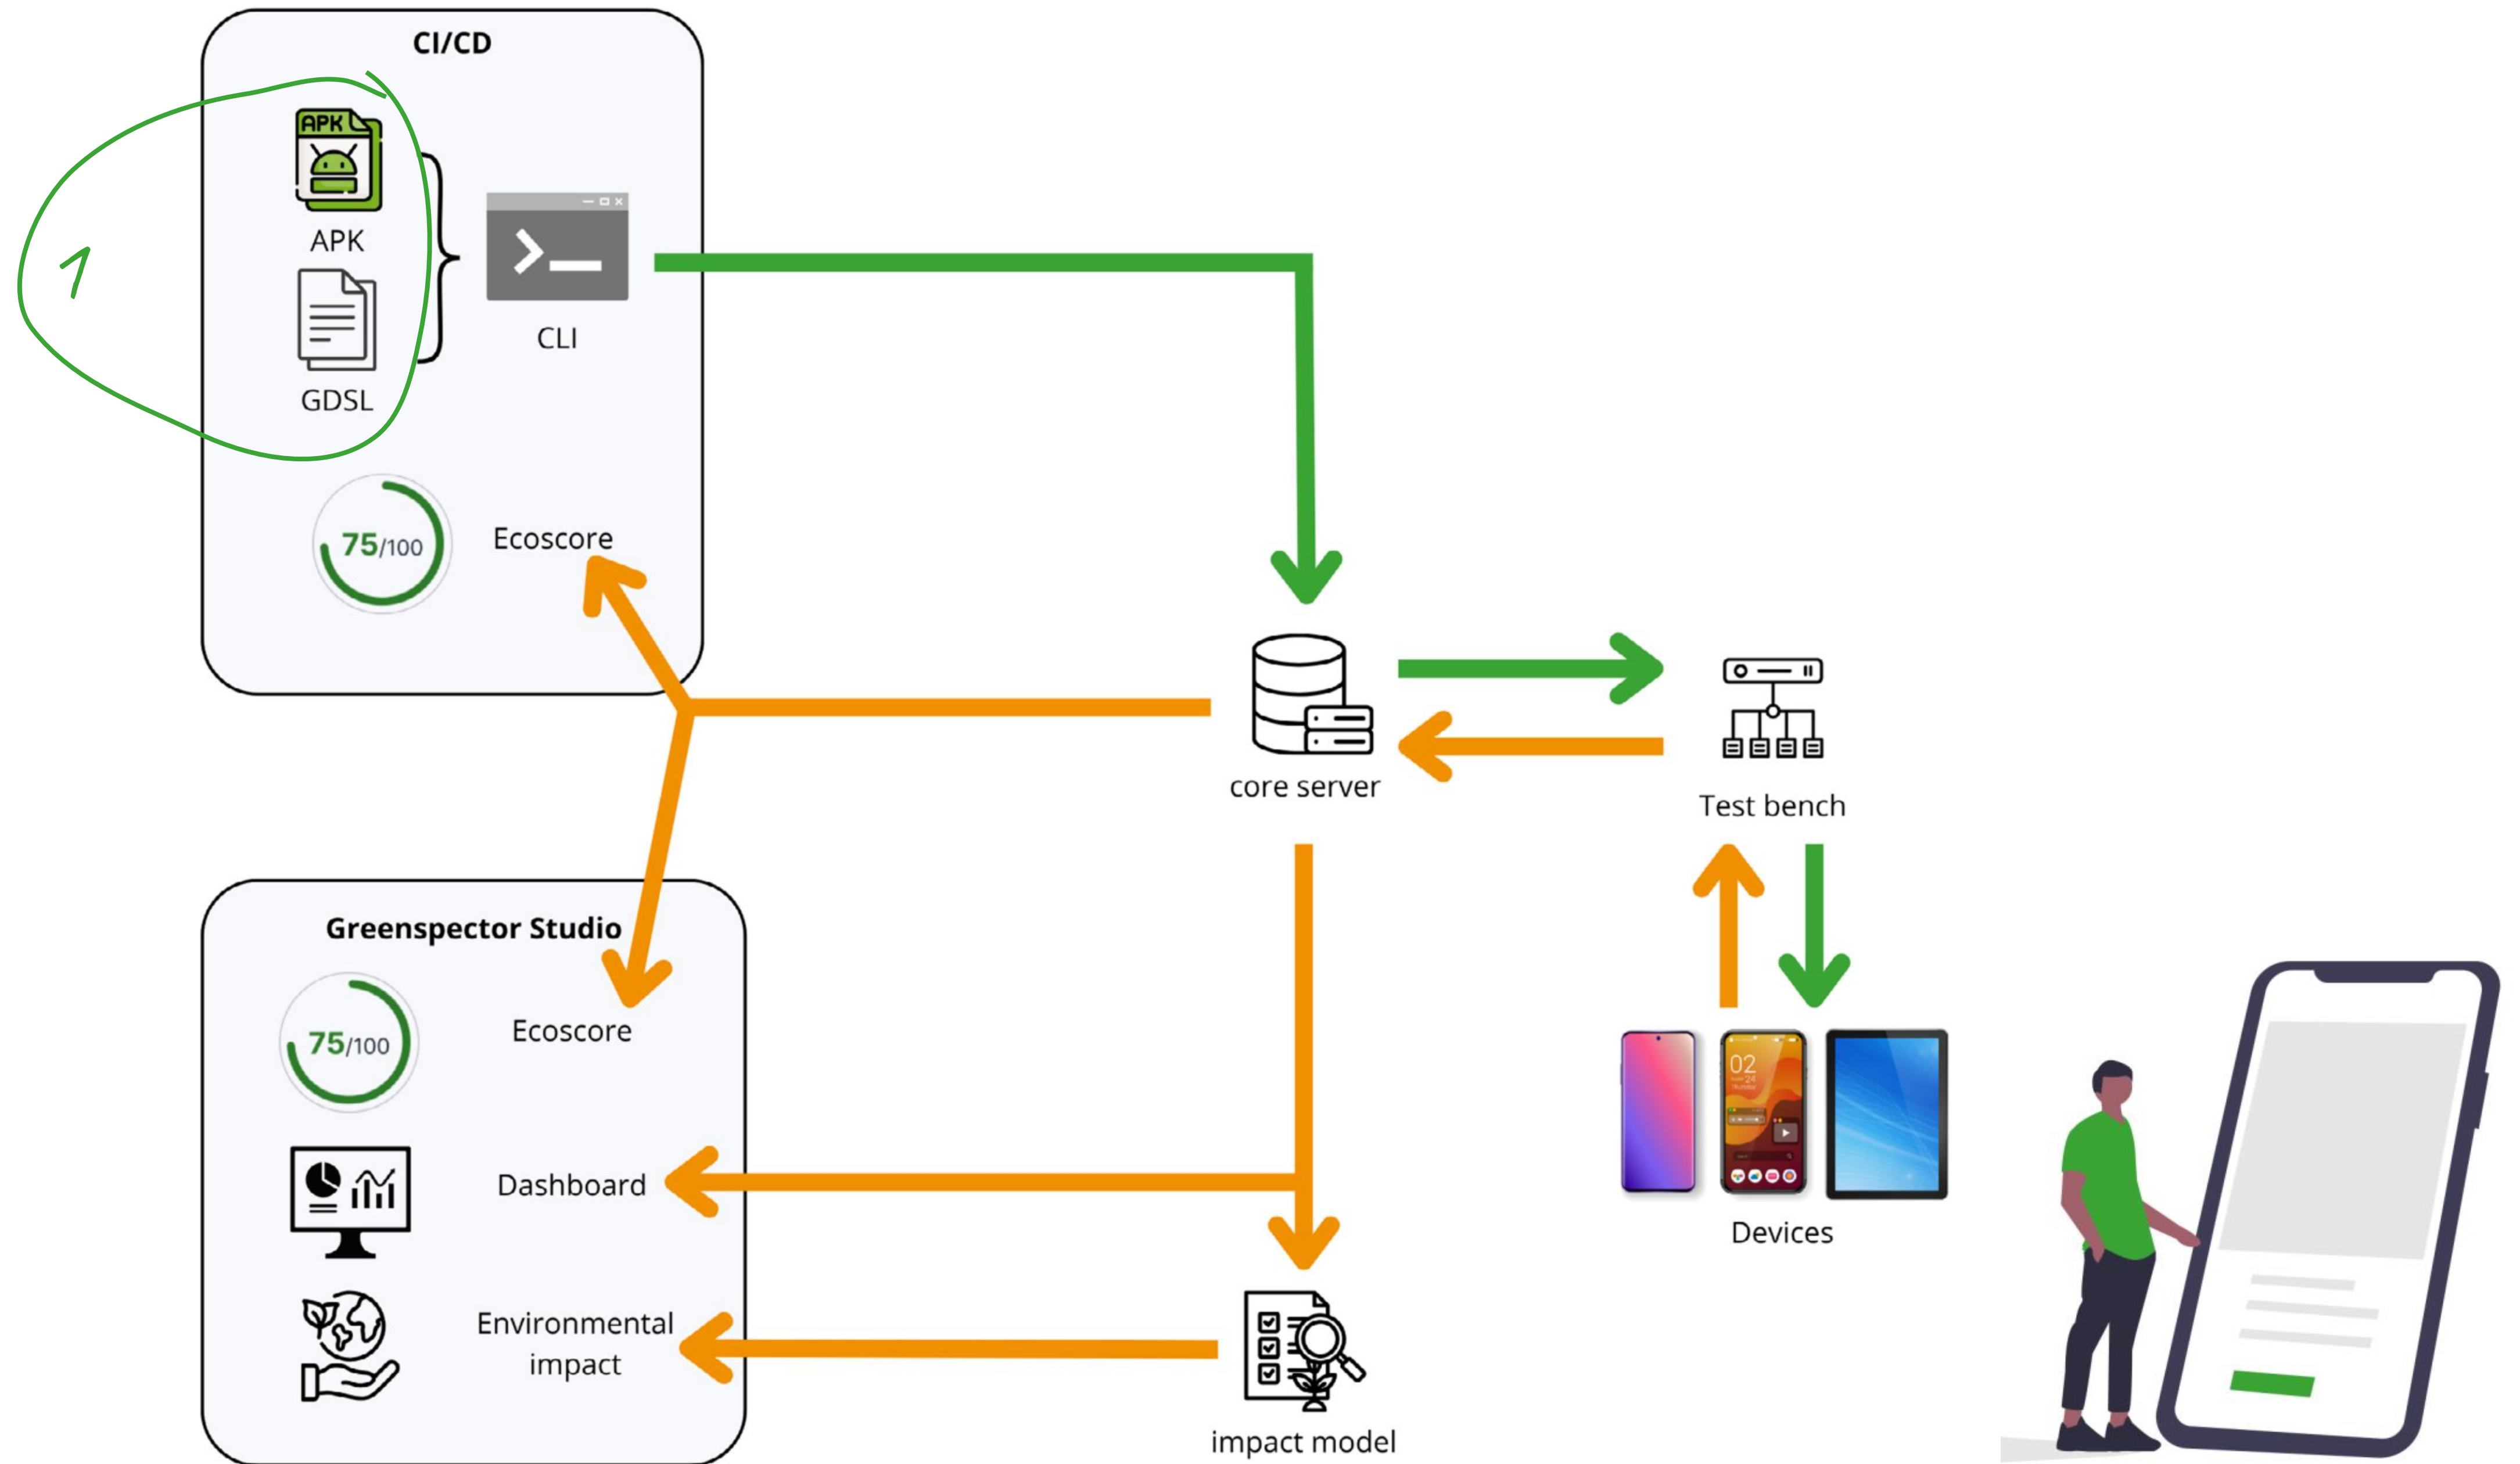 CI/CD
APK
APK
1
GDSL
>_
CLI
75/100
Ecoscore
core server
Test bench
Greenspector Studio
75/100
Ecoscore
02
Devices
Dashboard
Environmental
impact
impact model